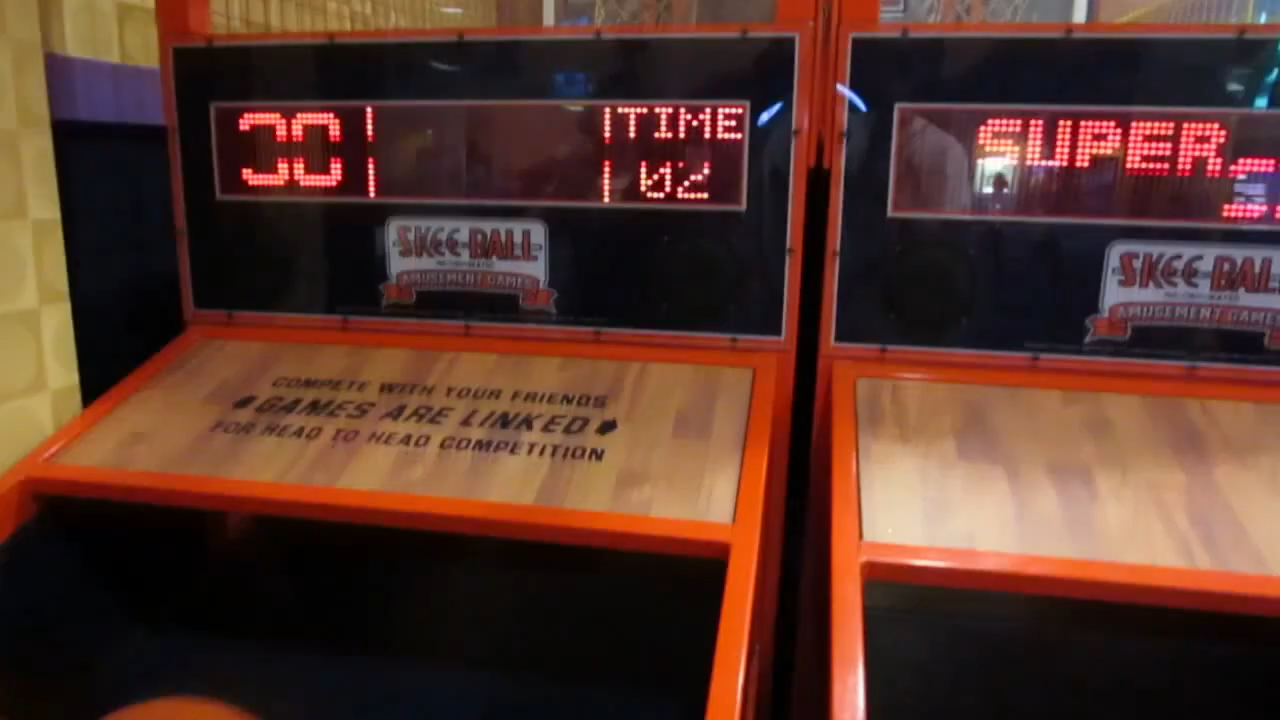 30
TIME
02
SKEE-BALL
AMUSEMENT GAMES
COMPETE WITH YOUR FRIENDS
GAMES ARE LINKED
FOR HEAD TO HEAD COMPETITION
SUPER
SKEE-BAL
AMUSEMENT GAMES